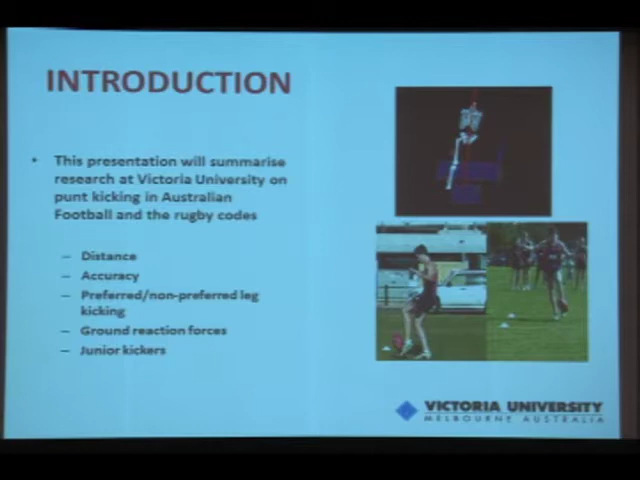 INTRODUCTION
• This presentation will summarise
research at Victoria University on
punt kicking in Australian
Football and the rugby codes
– Distance
– Accuracy
– Preferred/non-preferred leg
kicking
– Ground reaction forces
– Junior kickers
VICTORIA UNIVERSITY
MELBOURNE AUSTRALIA